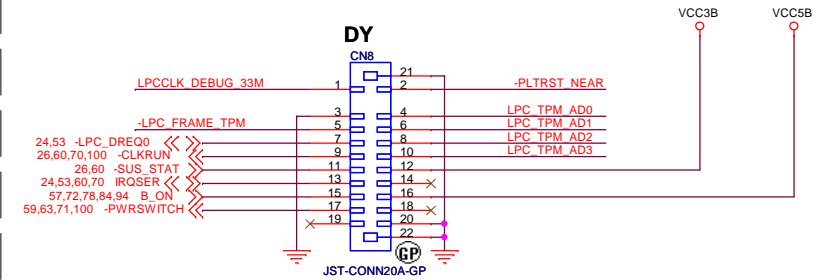 VCC3B VCC5B
DY
CN8
21
LPCCLK_DEBUG_33M 1 2 -PLTRST_NEAR
3 4 LPC_TPM_AD0
-LPC_FRAME_TPM 5 6 LPC_TPM_AD1
24,53 -LPC_DREQ0 7 8 LPC_TPM_AD2
26,60,70,100 -CLKRUN 9 10 LPC_TPM_AD3
26,60 -SUS_STAT 11 12
24,53,60,70 IRQSER 13 14
57,72,78,84,94 B_ON 15 16
59,63,71,100 -PWRSWITCH 17 18
19 20
22
GP
JST-CONN20A-GP